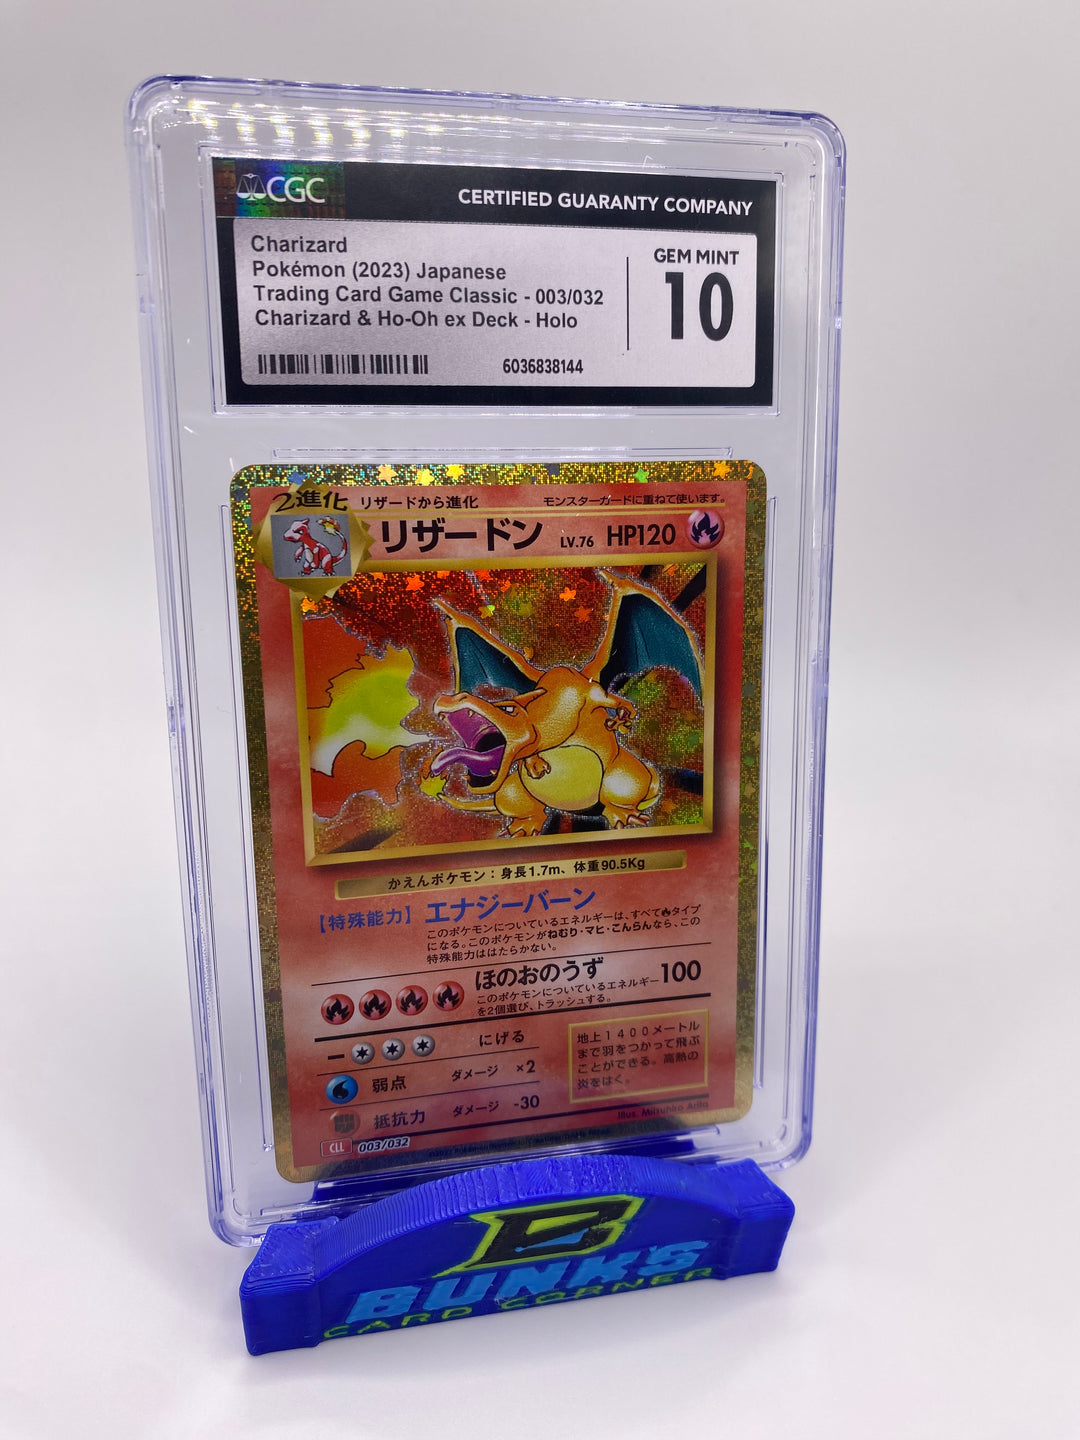 CGC
CERTIFIED GUARANTY COMPANY
Charizard
Pokémon (2023) Japanese
Trading Card Game Classic - 003/032
Charizard & Ho-Oh ex Deck - Holo
GEM MINT
10
6036838144
2進化
リザードから進化
モンスターカードに重ねて使います。
リザードン LV.76 HP120
かえんポケモン：身長1.7m、体重90.5Kg
【特殊能力】エナジーバーン
このポケモンについているエネルギーは、すべてタイプ
になる。このポケモンがねむり・マヒ・こんらんなら、この
特殊能力ははたらかない。
ほのおのうず 100
このポケモンについているエネルギー
を2個選び、トラッシュする。
にげる
弱点 ダメージ ×2
抵抗力 ダメージ -30
地上1400メートル
まで羽をつかって飛ぶ
ことができる。高熱の
炎をはく。
Illus. Mitsuhiro Arita
CLL 003/032
B
BUNKS
CARD CORNER